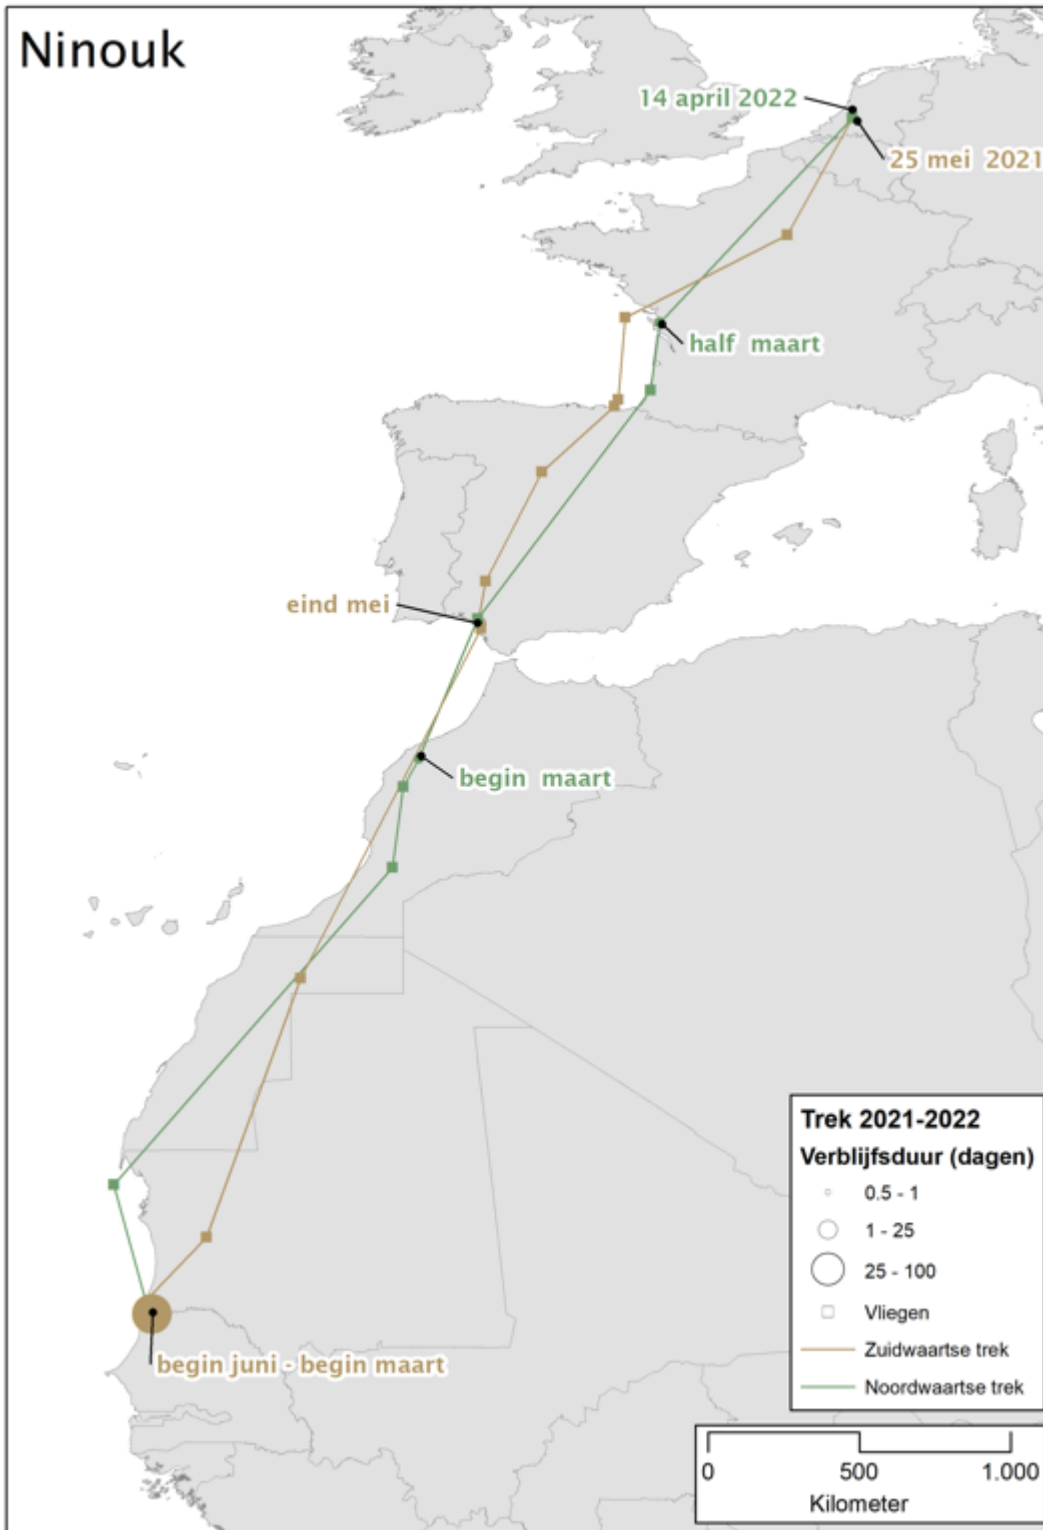 Ninouk
14 april 2022
25 mei 2021
half maart
eind mei
begin maart
begin juni - begin maart
Trek 2021-2022
Verblijfsduur (dagen)
0.5 - 1
1 - 25
25 - 100
Vliegen
Zuidwaartse trek
Noordwaartse trek
0 500 1.000
Kilometer